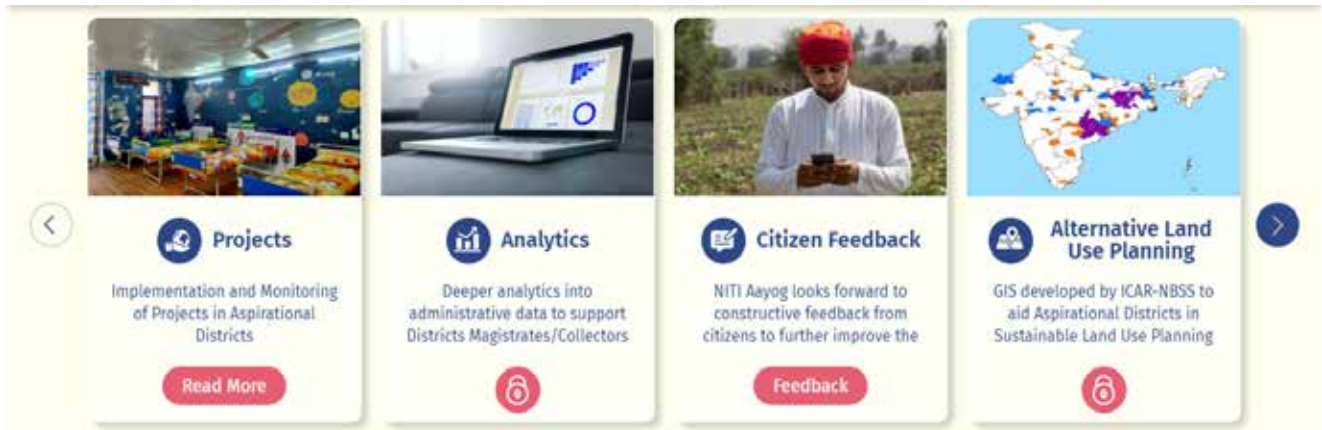 Projects
Implementation and Monitoring
of Projects in Aspirational
Districts
Read More
Analytics
Deeper analytics into
administrative data to support
Districts Magistrates/Collectors
Citizen Feedback
NITI Aayog looks forward to
constructive feedback from
citizens to further improve the
Feedback
Alternative Land
Use Planning
GIS developed by ICAR-NBSS to
aid Aspirational Districts in
Sustainable Land Use Planning